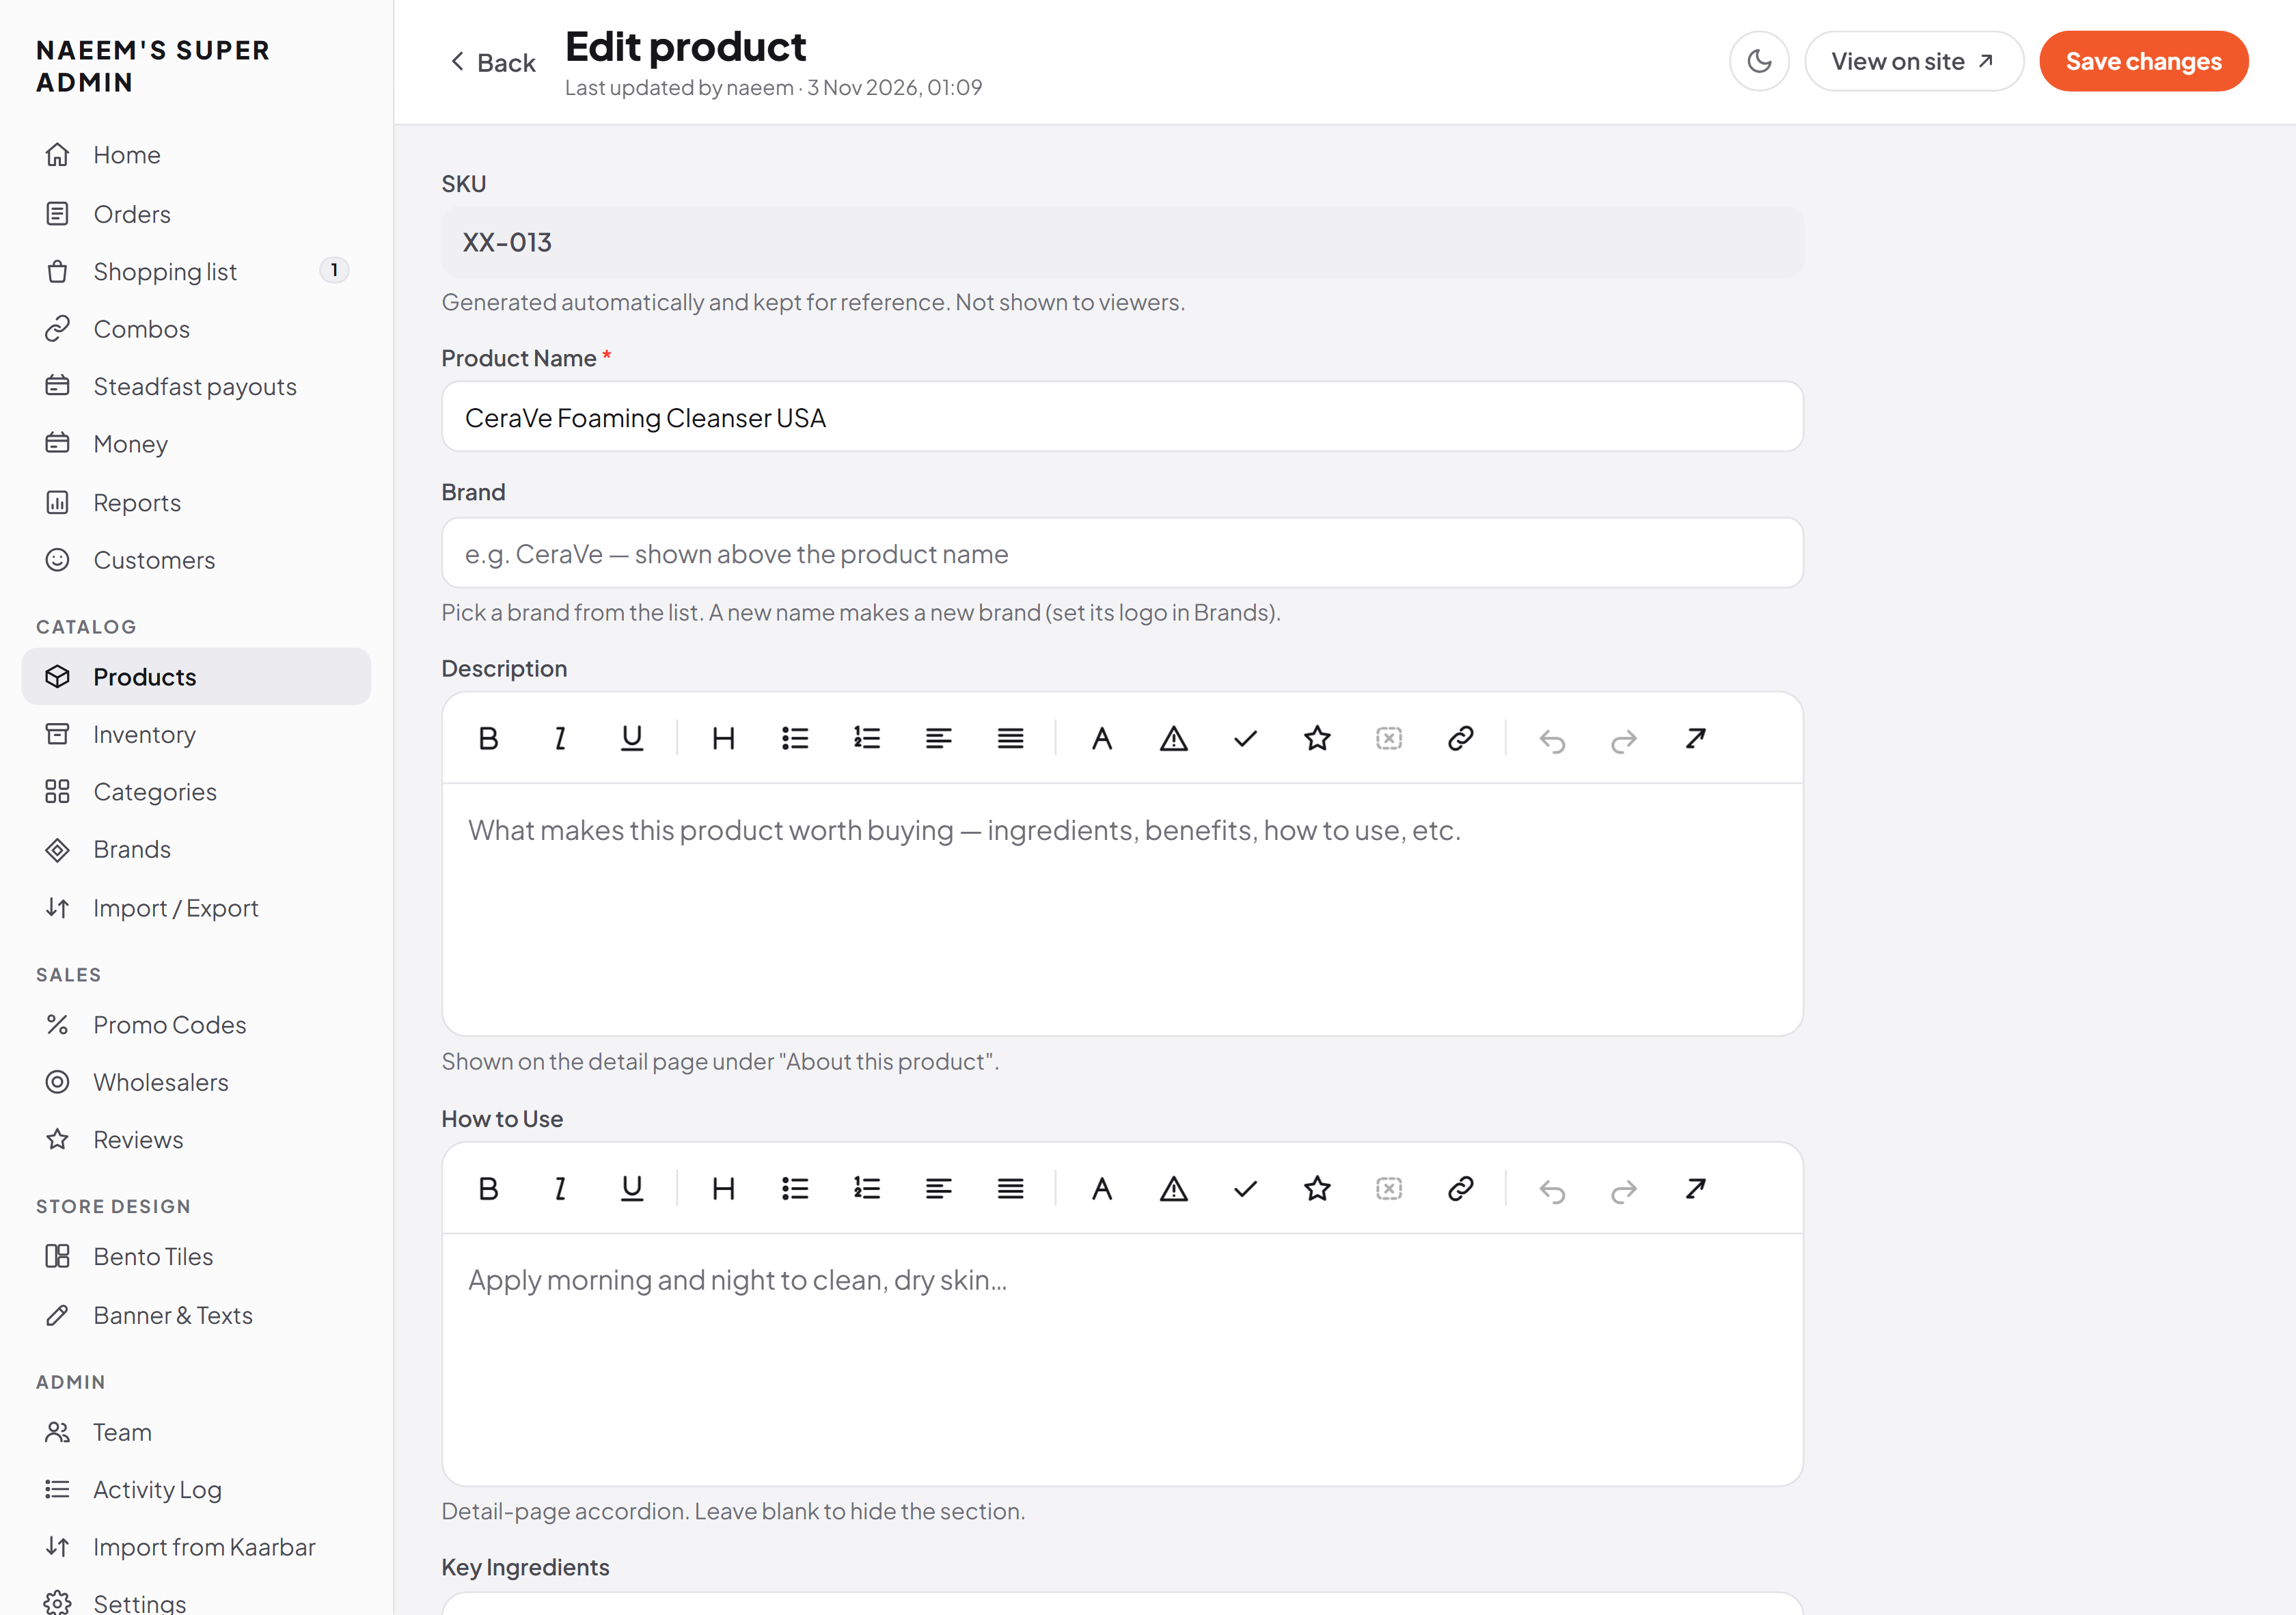 NAEEM'S SUPER
ADMIN
Home
Orders
Shopping list 1
Combos
Steadfast payouts
Money
Reports
Customers
CATALOG
Products
Inventory
Categories
Brands
Import / Export
SALES
Promo Codes
Wholesalers
Reviews
STORE DESIGN
Bento Tiles
Banner & Texts
ADMIN
Team
Activity Log
Import from Kaarbar
Settings
Back
Edit product
Last updated by naeem · 3 Nov 2026, 01:09
View on site
Save changes
SKU
XX-013
Generated automatically and kept for reference. Not shown to viewers.
Product Name *
CeraVe Foaming Cleanser USA
Brand
e.g. CeraVe — shown above the product name
Pick a brand from the list. A new name makes a new brand (set its logo in Brands).
Description
B I U H A
What makes this product worth buying — ingredients, benefits, how to use, etc.
Shown on the detail page under "About this product".
How to Use
B I U H A
Apply morning and night to clean, dry skin...
Detail-page accordion. Leave blank to hide the section.
Key Ingredients